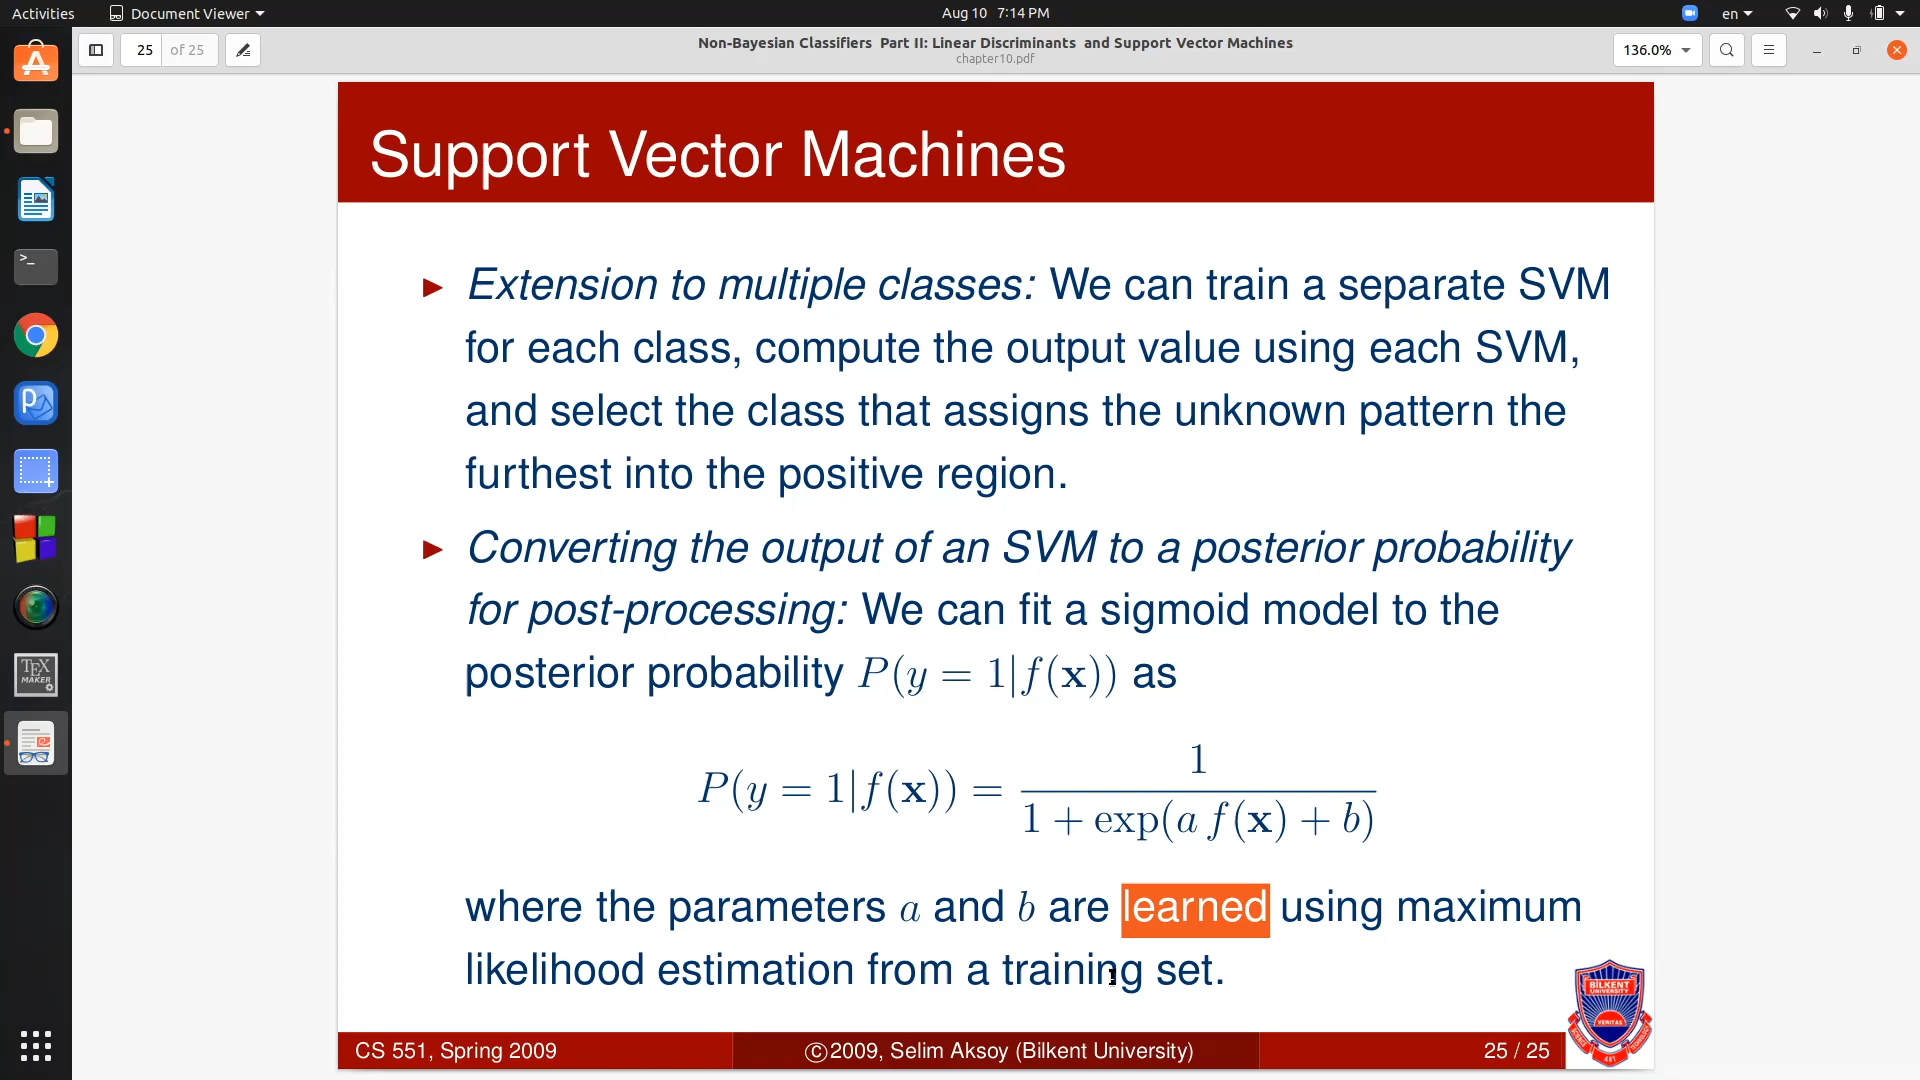 Activities Document Viewer Aug 10 7:14 PM en
25 of 25 Non-Bayesian Classifiers Part II: Linear Discriminants and Support Vector Machines 136.0%
chapter10.pdf
Support Vector Machines
▶ Extension to multiple classes: We can train a separate SVM
for each class, compute the output value using each SVM,
and select the class that assigns the unknown pattern the
furthest into the positive region.
▶ Converting the output of an SVM to a posterior probability
for post-processing: We can fit a sigmoid model to the
posterior probability P(y = 1|f(x)) as
P(y = 1|f(x)) = 1 / (1 + exp(a f(x) + b))
where the parameters a and b are learned using maximum
likelihood estimation from a training set.
CS 551, Spring 2009 ©2009, Selim Aksoy (Bilkent University) 25 / 25
BILKENT
UNIVERSITY
VERITAS
ART
TEX
MAKER
>_
P